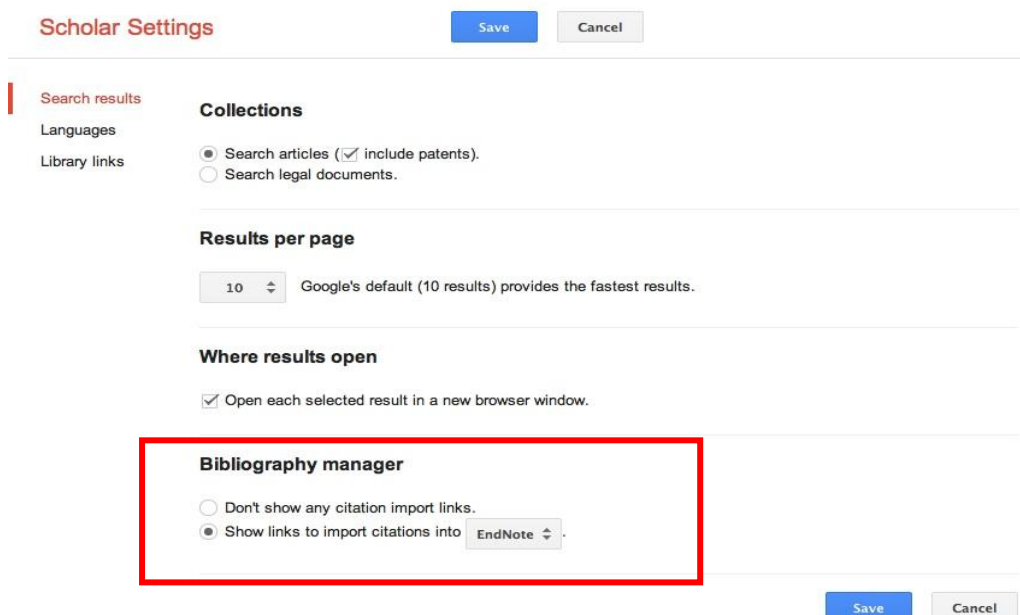 Scholar Settings
Save
Cancel
Search results
Languages
Library links
Collections
Search articles ( include patents).
Search legal documents.
Results per page
10
Google's default (10 results) provides the fastest results.
Where results open
Open each selected result in a new browser window.
Bibliography manager
Don't show any citation import links.
Show links to import citations into EndNote .
Save
Cancel